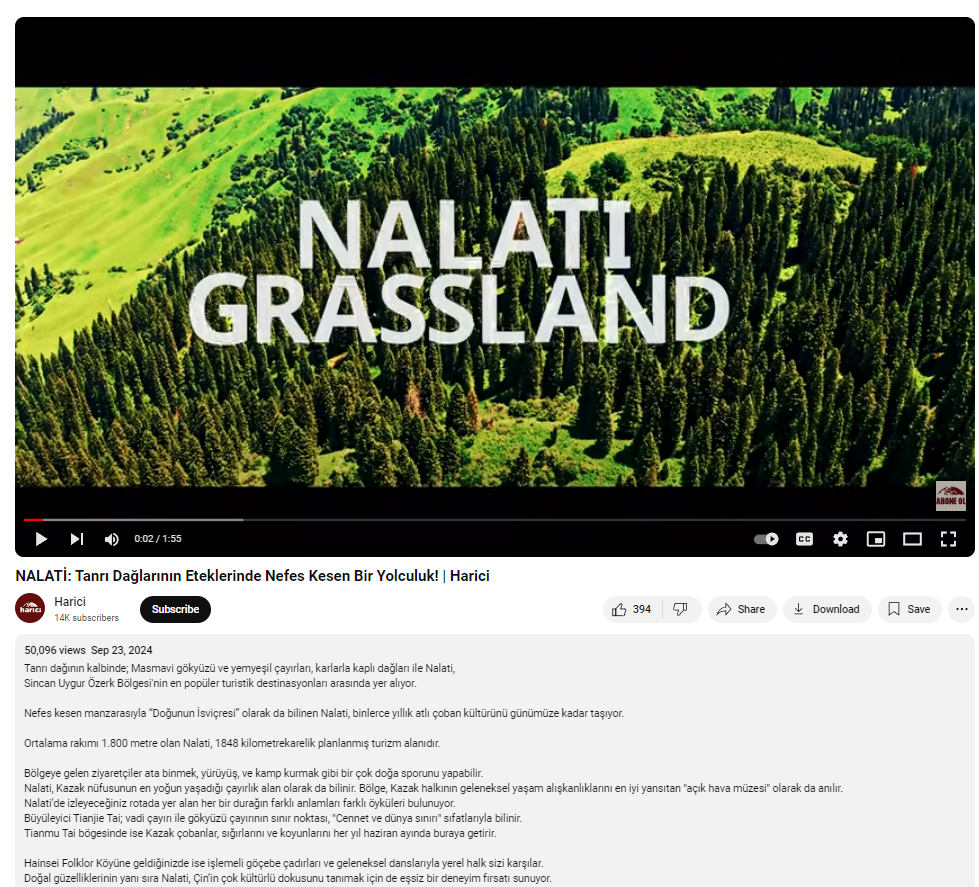 NALATI
GRASSLAND
ABONE OL
0:02 / 1:55
CC
NALATİ: Tanrı Dağlarının Eteklerinde Nefes Kesen Bir Yolculuk! | Harici
harici
Harici
14K subscribers
Subscribe
394
Share
Download
Save
50,096 views Sep 23, 2024
Tanrı dağının kalbinde; Masmavi gökyüzü ve yemyeşil çayırları, karlarla kaplı dağları ile Nalati,
Sincan Uygur Özerk Bölgesi'nin en popüler turistik destinasyonları arasında yer alıyor.
Nefes kesen manzarasıyla "Doğunun İsviçresi" olarak da bilinen Nalati, binlerce yıllık atlı çoban kültürünü günümüze kadar taşıyor.
Ortalama rakımı 1.800 metre olan Nalati, 1848 kilometrekarelik planlanmış turizm alanıdır.
Bölgeye gelen ziyaretçiler ata binmek, yürüyüş, ve kamp kurmak gibi bir çok doğa sporunu yapabilir.
Nalati, Kazak nüfusunun en yoğun yaşadığı çayırlık alan olarak da bilinir. Bölge, Kazak halkının geleneksel yaşam alışkanlıklarını en iyi yansıtan "açık hava müzesi" olarak da anılır.
Nalati'de izleyeceğiniz rotada yer alan her bir durağın farklı anlamları farklı öyküleri bulunuyor.
Büyüleyici Tianjie Tai; vadi çayırı ile gökyüzü çayırının sınır noktası, "Cennet ve dünya sınırı" sıfatlarıyla bilinir.
Tianmu Tai bögesinde ise Kazak çobanlar, sığırlarını ve koyunlarını her yıl haziran ayında buraya getirir.
Hainsei Folklor Köyüne geldiğinizde ise işlemeli göçebe çadırları ve geleneksel danslarıyla yerel halk sizi karşılar.
Doğal güzelliklerinin yanı sıra Nalati, Çin'in çok kültürlü dokusunu tanımak için de eşsiz bir deneyim fırsatı sunuyor.